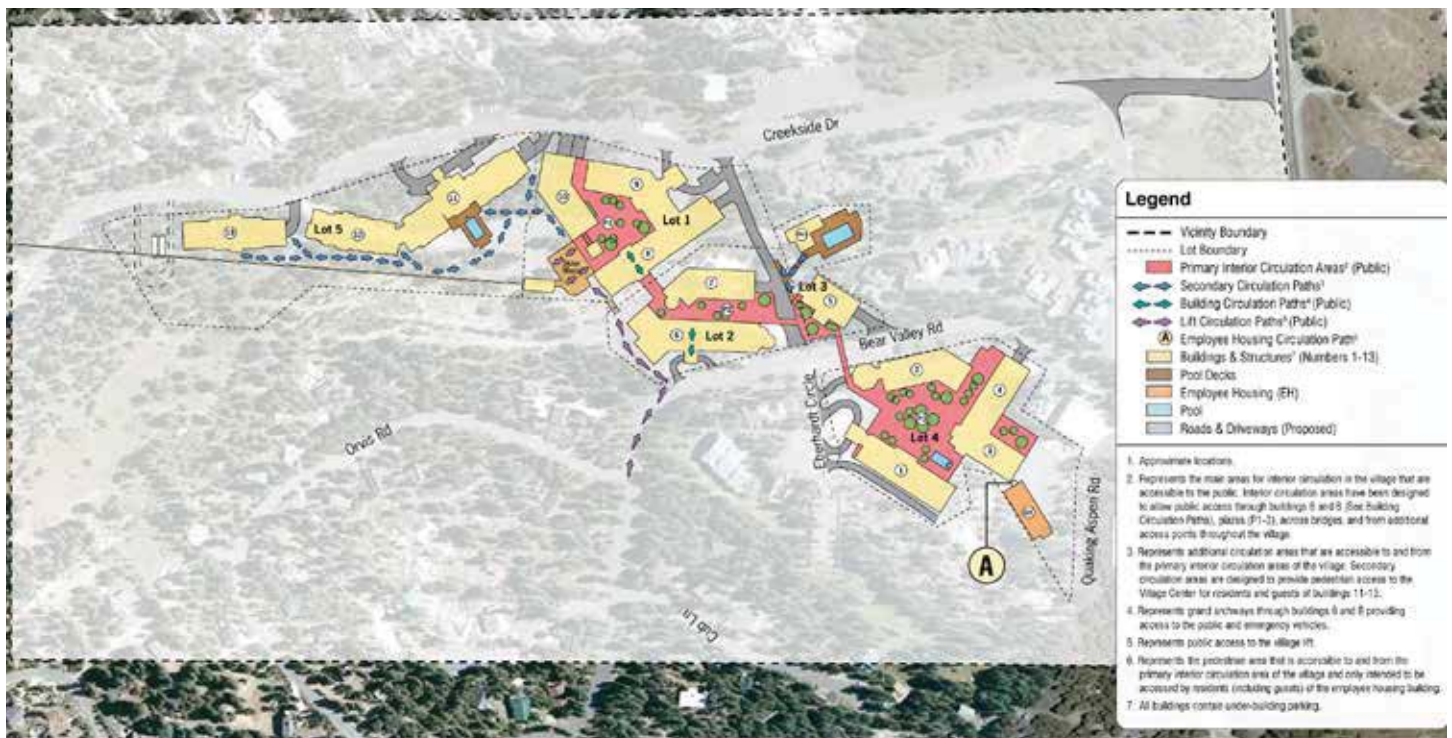 Creekside Dr
9
10
11
Lot 1
Lot 5
13
12
8
7
Lot 3
5
6
Lot 2
Bear Valley Rd
Eberhardt Circle
4
Lot 4
1
Orvis Rd
Quaking Aspen Rd
A
Cub Ln
Legend
Vicinity Boundary
Lot Boundary
Primary Interior Circulation Areas² (Public)
Secondary Circulation Paths³
Building Circulation Paths⁴ (Public)
Lift Circulation Paths⁵ (Public)
A Employee Housing Circulation Path⁶
Buildings & Structures⁷ (Numbers 1-13)
Pool Decks
Employee Housing (EH)
Pool
Roads & Driveways (Proposed)
1. Approximate locations.
2. Represents the main areas for interior circulation in the village that are
accessible to the public. Interior circulation areas have been designed
to allow public access through buildings 6 and 8 (See Building
Circulation Paths), plazas (P1-3), across bridges, and from additional
access points throughout the village.
3. Represents additional circulation areas that are accessible to and from
the primary interior circulation areas of the village. Secondary
circulation areas are designed to provide pedestrian access to the
Village Center for residents and guests of buildings 11-13.
4. Represents grand archways through buildings 6 and 8 providing
access to the public and emergency vehicles.
5. Represents public access to the village lift.
6. Represents the pedestrian area that is accessible to and from the
primary interior circulation area of the village and only intended to be
accessed by residents (including guests) of the employee housing building.
7. All buildings contain under-building parking.